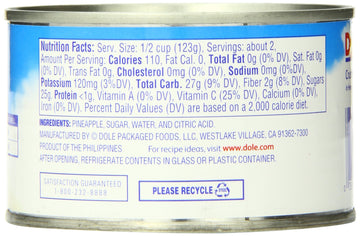 Nutrition Facts: Serv. Size: 1/2 cup (123g), Servings: about 2,
Amount Per Serving: Calories 110, Fat Cal. 0, Total Fat 0g (0% DV), Sat. Fat 0g
(0% DV), Trans Fat 0g, Cholesterol 0mg (0% DV), Sodium 0mg (0% DV),
Potassium 120mg (3% DV), Total Carb. 27g (9% DV), Fiber 2g (8% DV), Sugars
25g, Protein <1g, Vitamin A (0% DV), Vitamin C (25% DV), Calcium (0% DV),
Iron (0% DV), Percent Daily Values (DV) are based on a 2,000 calorie diet.
INGREDIENTS: PINEAPPLE, SUGAR, WATER, AND CITRIC ACID.
MANUFACTURED BY © DOLE PACKAGED FOODS, LLC, WESTLAKE VILLAGE, CA 91362-7300
PRODUCT OF THE PHILIPPINES For recipe ideas, visit www.dole.com
AFTER OPENING, REFRIGERATE CONTENTS IN GLASS OR PLASTIC CONTAINER.
SATISFACTION GUARANTEED
1-800-232-8888
PLEASE RECYCLE